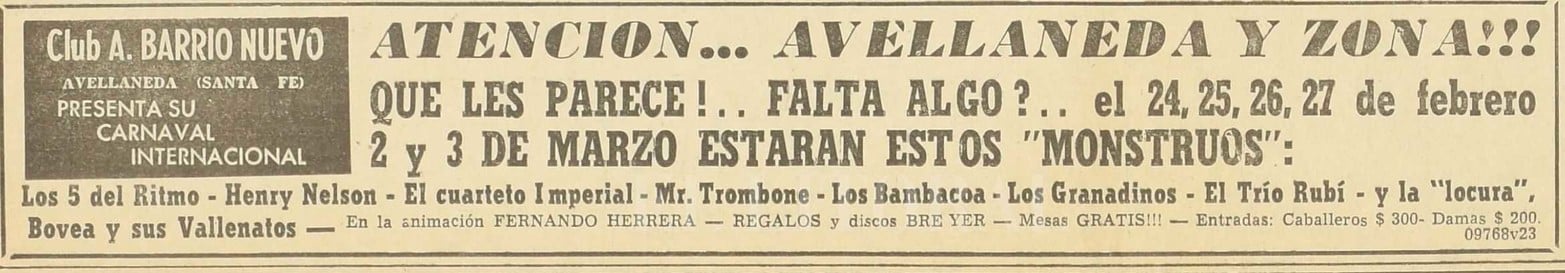 Club A. BARRIO NUEVO
AVELLANEDA (SANTA FE)
PRESENTA SU
CARNAVAL
INTERNACIONAL
ATENCION... AVELLANEDA Y ZONA!!!
QUE LES PARECE!.. FALTA ALGO?.. el 24, 25, 26, 27 de febrero
2 y 3 DE MARZO ESTARAN ESTOS "MONSTRUOS":
Los 5 del Ritmo - Henry Nelson - El cuarteto Imperial - Mr. Trombone - Los Bambacoa - Los Granadinos - El Trío Rubí - y la "locura",
Bovea y sus Vallenatos — En la animación FERNANDO HERRERA — REGALOS y discos BRE YER — Mesas GRATIS!!! — Entradas: Caballeros $ 300- Damas $ 200.
09768v23